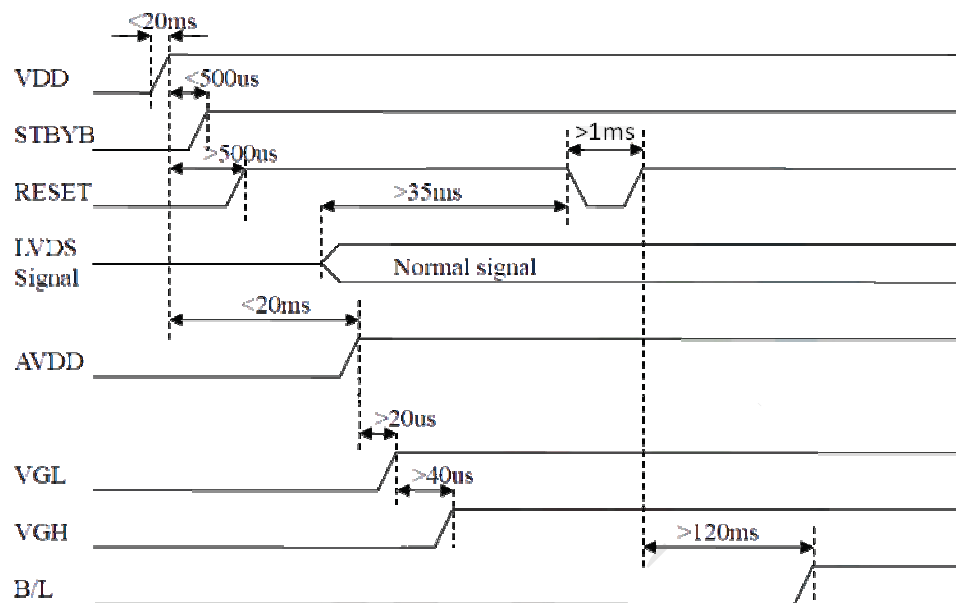 <20ms
VDD
<500us
STBYB
>1ms
>500us
RESET
>35ms
LVDS
Signal
Normal signal
<20ms
AVDD
>20us
VGL
>40us
VGH
>120ms
B/L